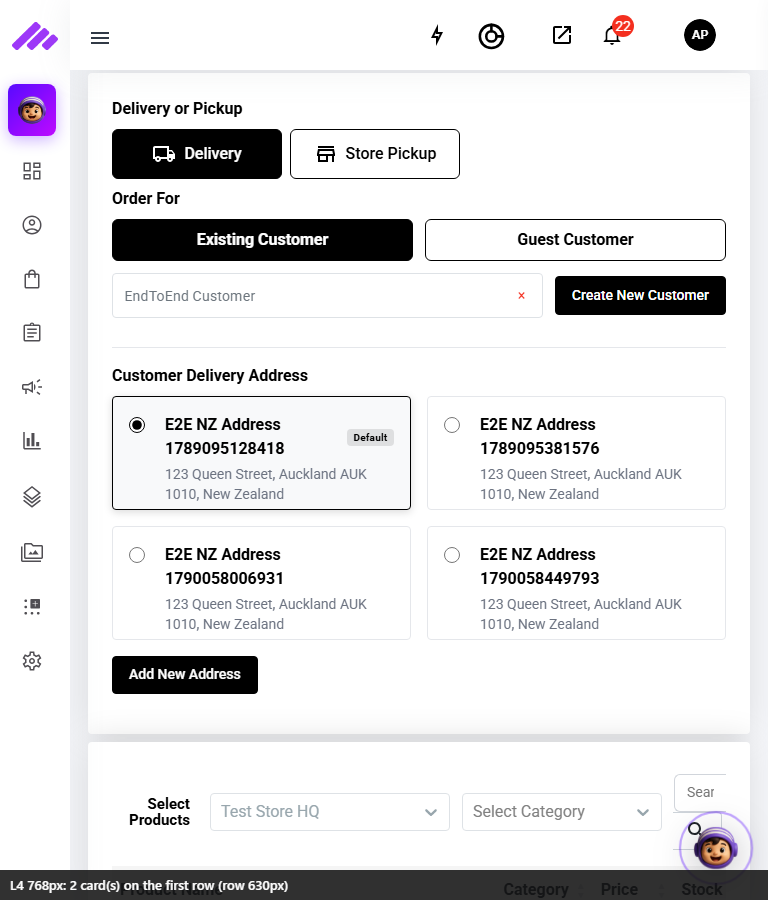 22
AP
Delivery or Pickup
Delivery
Store Pickup
Order For
Existing Customer
Guest Customer
EndToEnd Customer
×
Create New Customer
Customer Delivery Address
E2E NZ Address
1789095128418
Default
123 Queen Street, Auckland AUK
1010, New Zealand
E2E NZ Address
1789095381576
123 Queen Street, Auckland AUK
1010, New Zealand
E2E NZ Address
1790058006931
123 Queen Street, Auckland AUK
1010, New Zealand
E2E NZ Address
1790058449793
123 Queen Street, Auckland AUK
1010, New Zealand
Add New Address
Select
Products
Test Store HQ
Select Category
Sear
L4 768px: 2 card(s) on the first row (row 630px)
Product Name
Category
Price
Stock